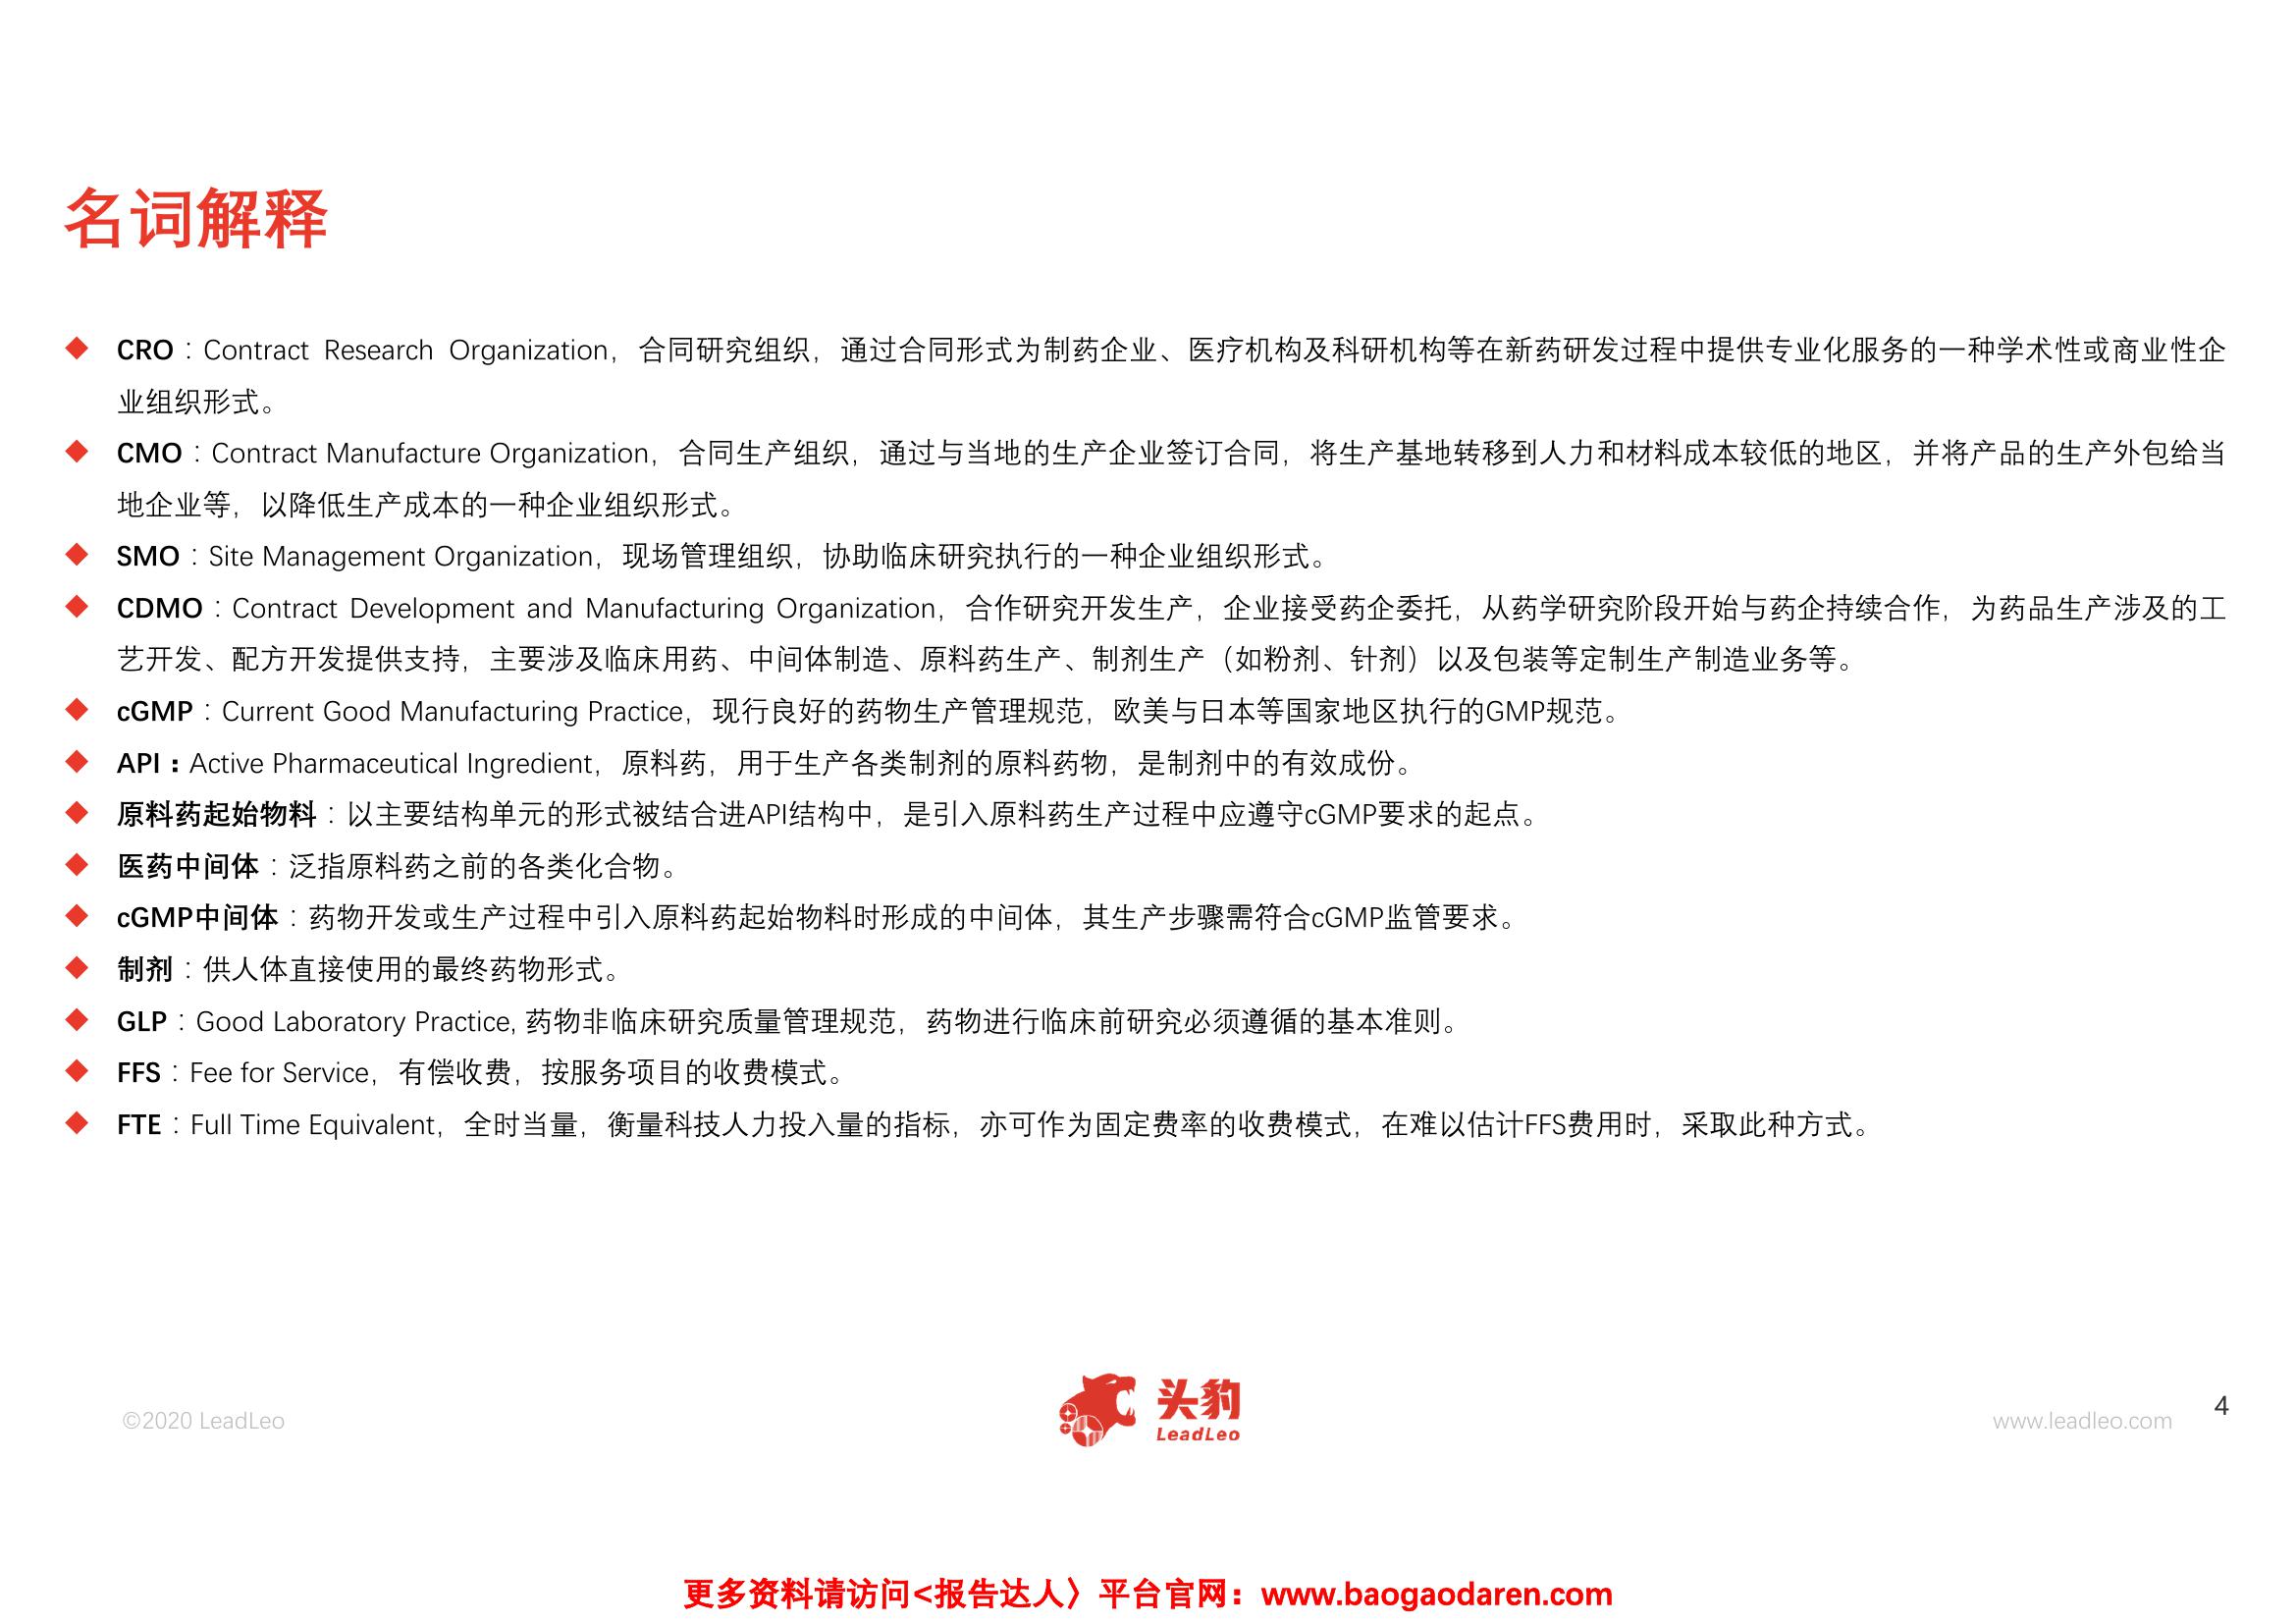 名词解释
◆ CRO：Contract Research Organization，合同研究组织，通过合同形式为制药企业、医疗机构及科研机构等在新药研发过程中提供专业化服务的一种学术性或商业性企
业组织形式。
◆ CMO：Contract Manufacture Organization，合同生产组织，通过与当地的生产企业签订合同，将生产基地转移到人力和材料成本较低的地区，并将产品的生产外包给当
地企业等，以降低生产成本的一种企业组织形式。
◆ SMO：Site Management Organization，现场管理组织，协助临床研究执行的一种企业组织形式。
◆ CDMO：Contract Development and Manufacturing Organization，合作研究开发生产，企业接受药企委托，从药学研究阶段开始与药企持续合作，为药品生产涉及的工
艺开发、配方开发提供支持，主要涉及临床用药、中间体制造、原料药生产、制剂生产（如粉剂、针剂）以及包装等定制生产制造业务等。
◆ cGMP：Current Good Manufacturing Practice，现行良好的药物生产管理规范，欧美与日本等国家地区执行的GMP规范。
◆ API：Active Pharmaceutical Ingredient，原料药，用于生产各类制剂的原料药物，是制剂中的有效成份。
◆ 原料药起始物料：以主要结构单元的形式被结合进API结构中，是引入原料药生产过程中应遵守cGMP要求的起点。
◆ 医药中间体：泛指原料药之前的各类化合物。
◆ cGMP中间体：药物开发或生产过程中引入原料药起始物料时形成的中间体，其生产步骤需符合cGMP监管要求。
◆ 制剂：供人体直接使用的最终药物形式。
◆ GLP：Good Laboratory Practice, 药物非临床研究质量管理规范，药物进行临床前研究必须遵循的基本准则。
◆ FFS：Fee for Service，有偿收费，按服务项目的收费模式。
◆ FTE：Full Time Equivalent，全时当量，衡量科技人力投入量的指标，亦可作为固定费率的收费模式，在难以估计FFS费用时，采取此种方式。
©2020 LeadLeo
头豹
LeadLeo
www.leadleo.com
4
更多资料请访问<报告达人〉平台官网：www.baogaodaren.com